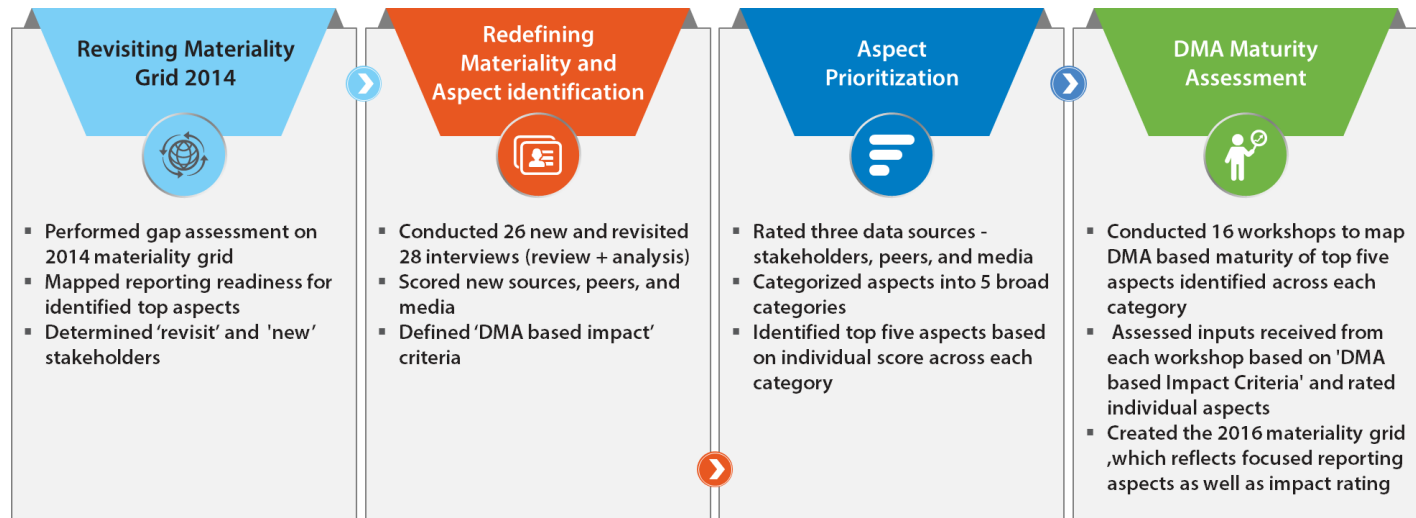 Revisiting Materiality
Grid 2014
▪ Performed gap assessment on
2014 materiality grid
▪ Mapped reporting readiness for
identified top aspects
▪ Determined ‘revisit’ and 'new’
stakeholders
Redefining
Materiality and
Aspect identification
▪ Conducted 26 new and revisited
28 interviews (review + analysis)
▪ Scored new sources, peers, and
media
▪ Defined ‘DMA based impact’
criteria
Aspect
Prioritization
▪ Rated three data sources -
stakeholders, peers, and media
▪ Categorized aspects into 5 broad
categories
▪ Identified top five aspects based
on individual score across each
category
DMA Maturity
Assessment
▪ Conducted 16 workshops to map
DMA based maturity of top five
aspects identified across each
category
▪ Assessed inputs received from
each workshop based on 'DMA
based Impact Criteria' and rated
individual aspects
▪ Created the 2016 materiality grid
,which reflects focused reporting
aspects as well as impact rating